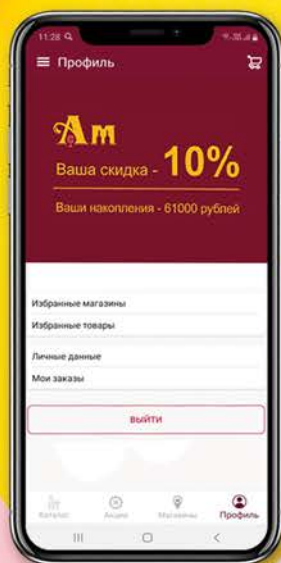 11:28
Профиль
Ам
Ваша скидка - 10%
Ваши накопления - 61000 рублей
Избранные магазины
Избранные товары
Личные данные
Мои заказы
ВЫЙТИ
Каталог Акции Магазины Профиль